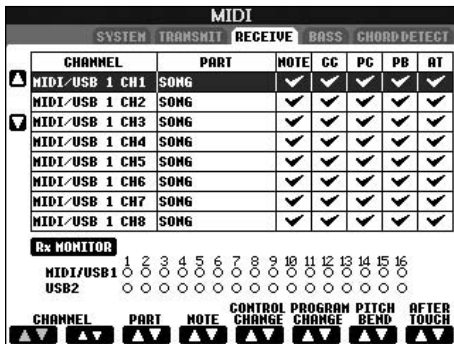 MIDI
SYSTEM TRANSMIT RECEIVE BASS CHORD DETECT
CHANNEL PART NOTE CC PC PB AT
MIDI/USB 1 CH1 SONG
MIDI/USB 1 CH2 SONG
MIDI/USB 1 CH3 SONG
MIDI/USB 1 CH4 SONG
MIDI/USB 1 CH5 SONG
MIDI/USB 1 CH6 SONG
MIDI/USB 1 CH7 SONG
MIDI/USB 1 CH8 SONG
Rx MONITOR
1 2 3 4 5 6 7 8 9 10 11 12 13 14 15 16
MIDI/USB1
USB2
CHANNEL PART NOTE CONTROL CHANGE PROGRAM CHANGE PITCH BEND AFTER TOUCH